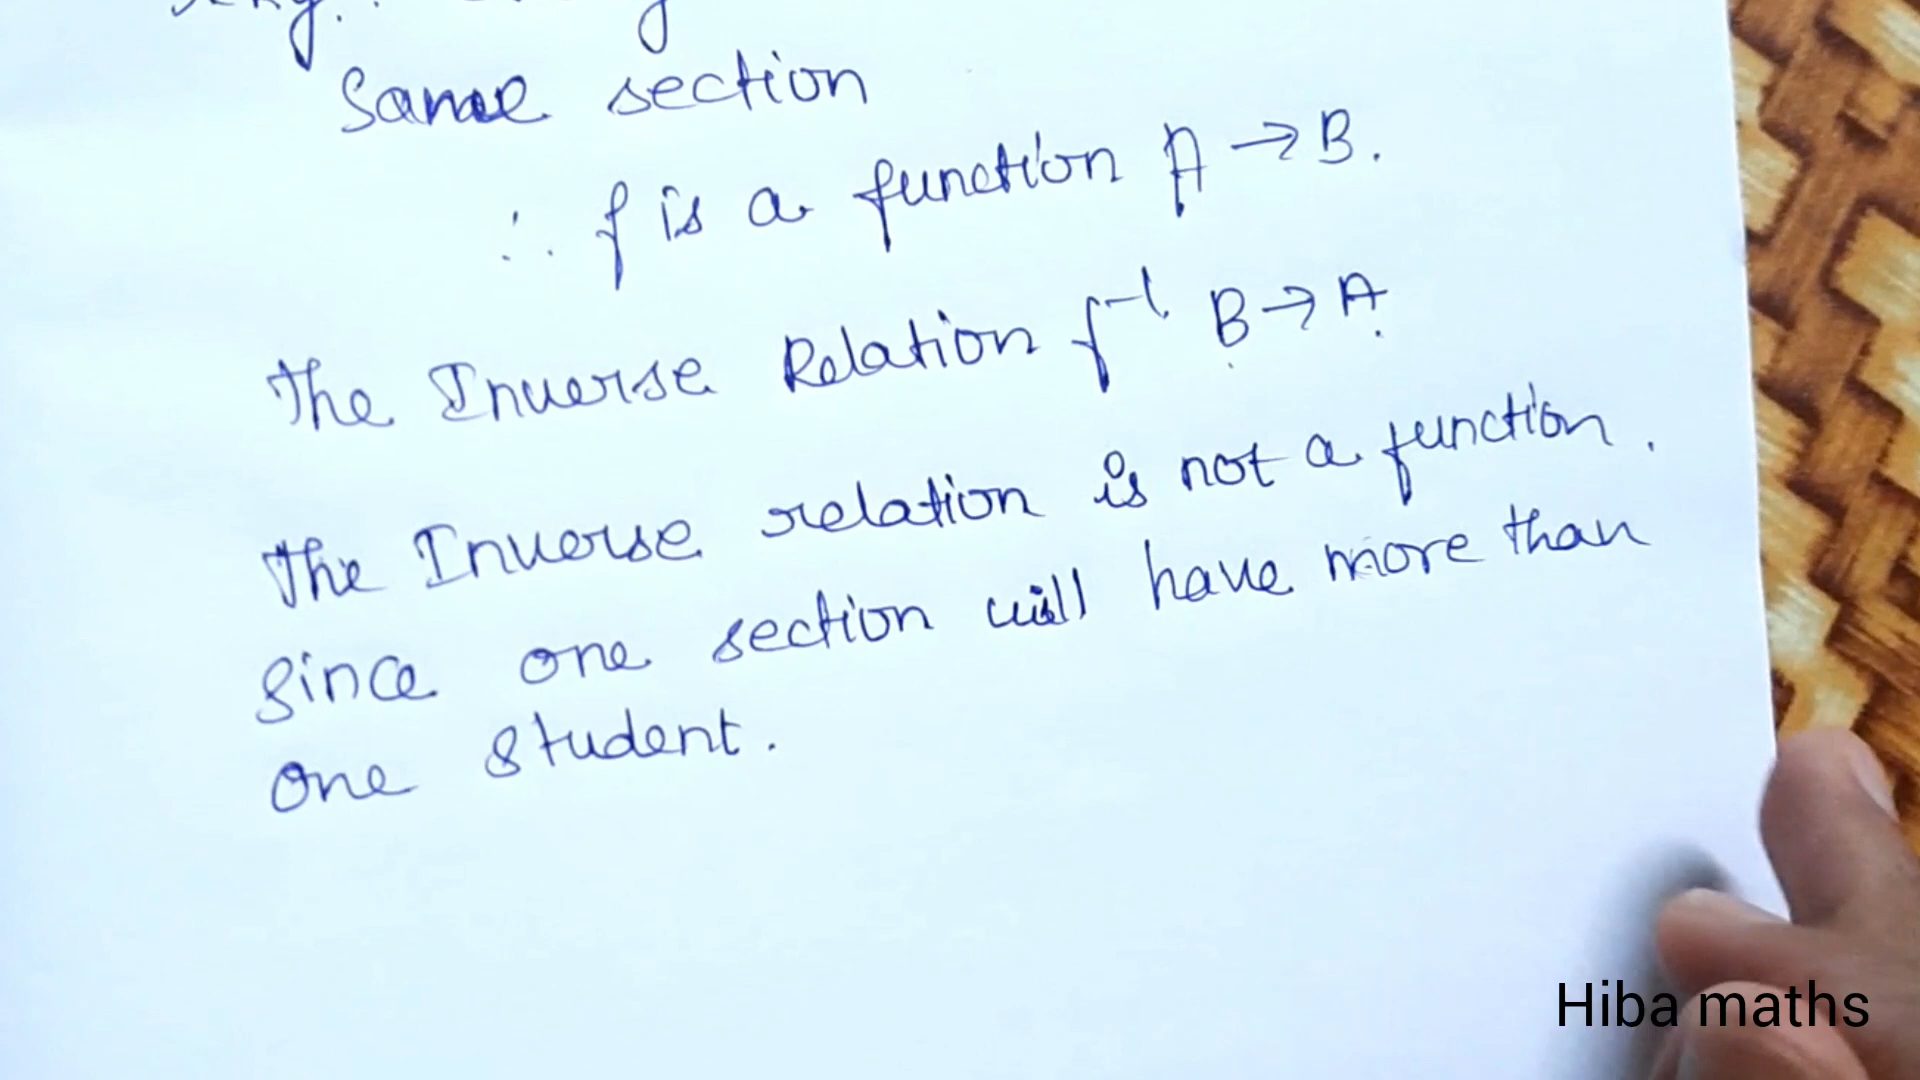 Same section
∴ f is a function A → B.
The Inverse Relation f⁻¹ B → A
The Inverse relation is not a function.
Since one section will have more than
one student.
Hiba maths